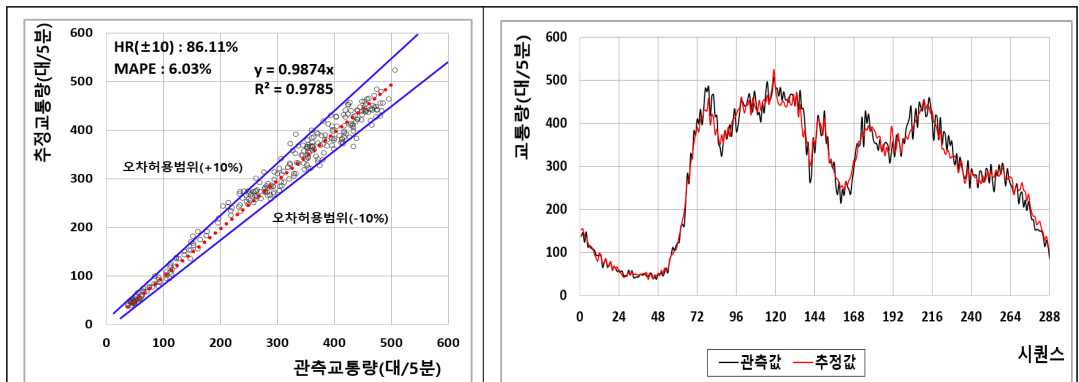 추정교통량(대/5분)
600
500
400
300
200
100
0
HR(±10) : 86.11%
MAPE : 6.03%
y = 0.9874x
R² = 0.9785
오차허용범위(+10%)
오차허용범위(-10%)
0 100 200 300 400 500 600
관측교통량(대/5분)
교통량(대/5분)
600
500
400
300
200
100
0
0 24 48 72 96 120 144 168 192 216 240 264 288
관측값 추정값
시퀀스